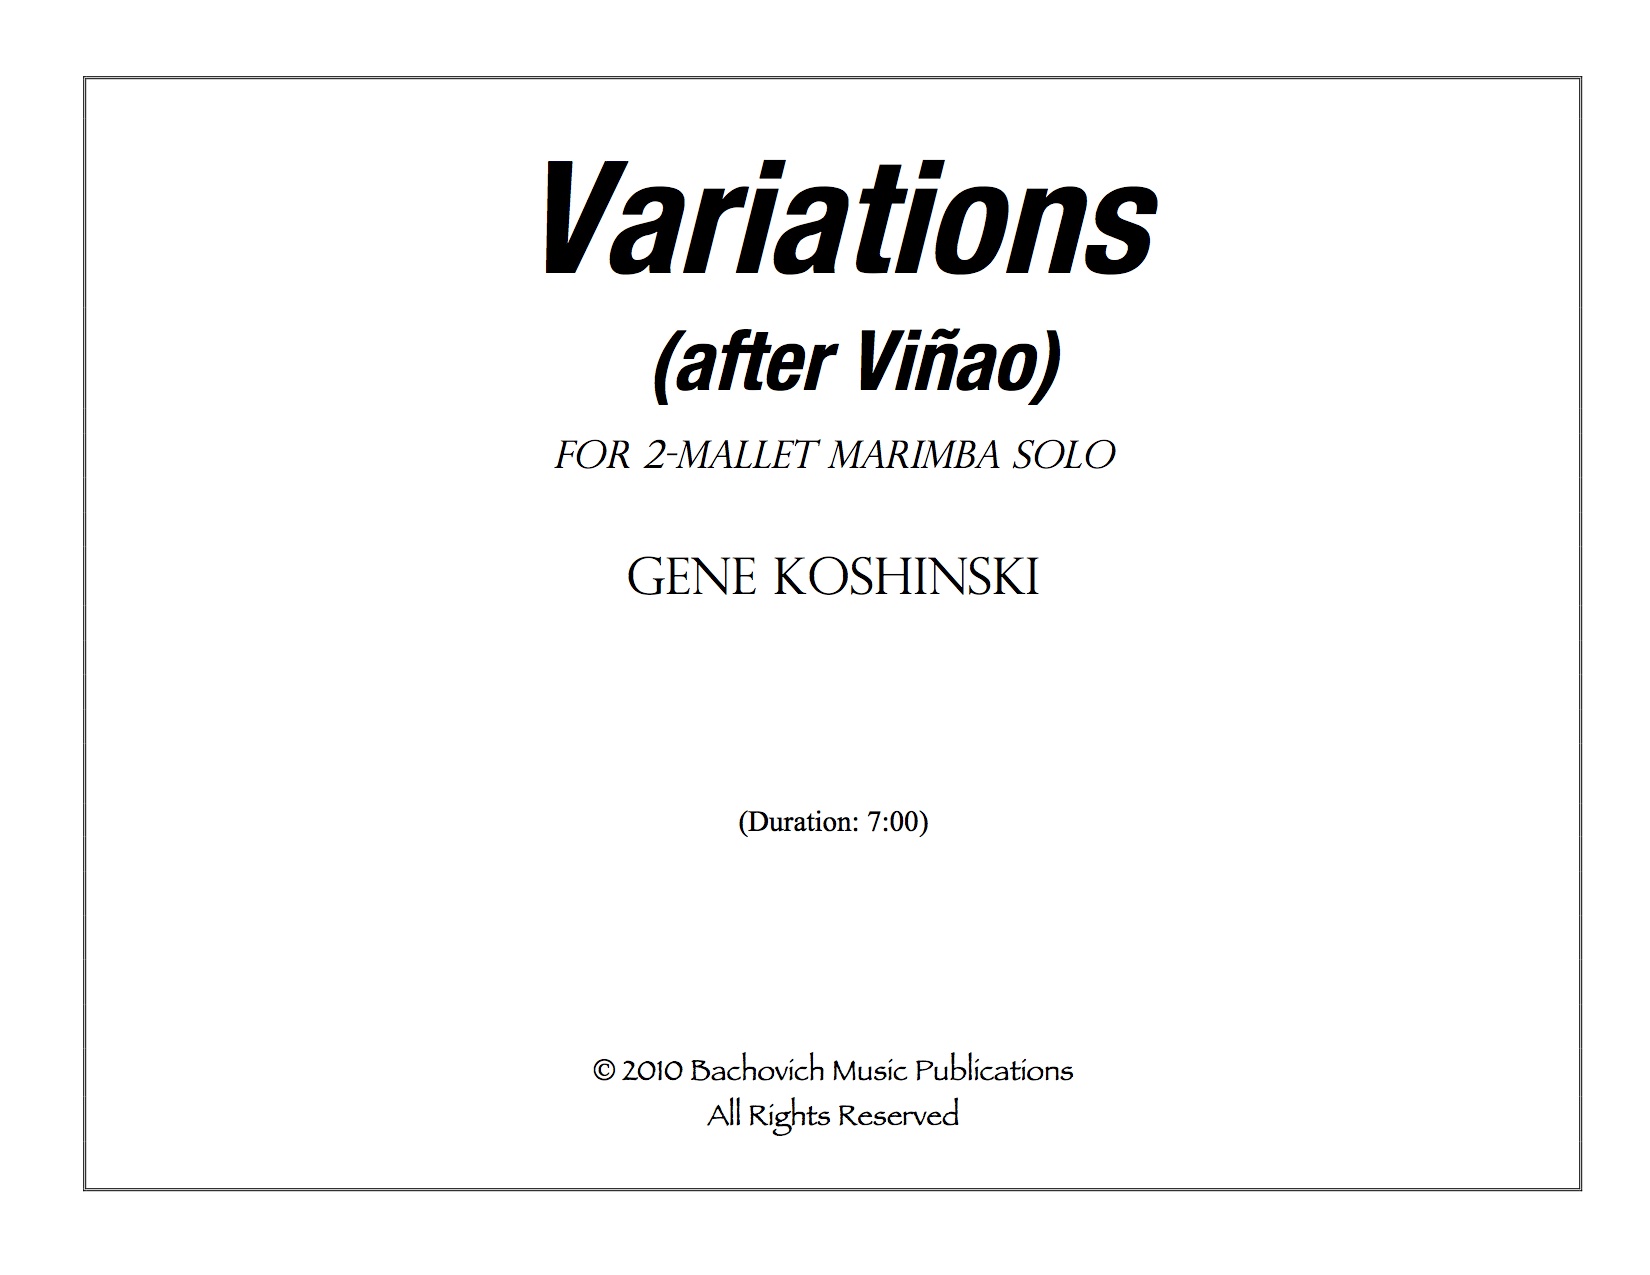 Variations
(after Viñao)
FOR 2-MALLET MARIMBA SOLO
GENE KOSHINSKI
(Duration: 7:00)
© 2010 Bachovich Music Publications
All Rights Reserved